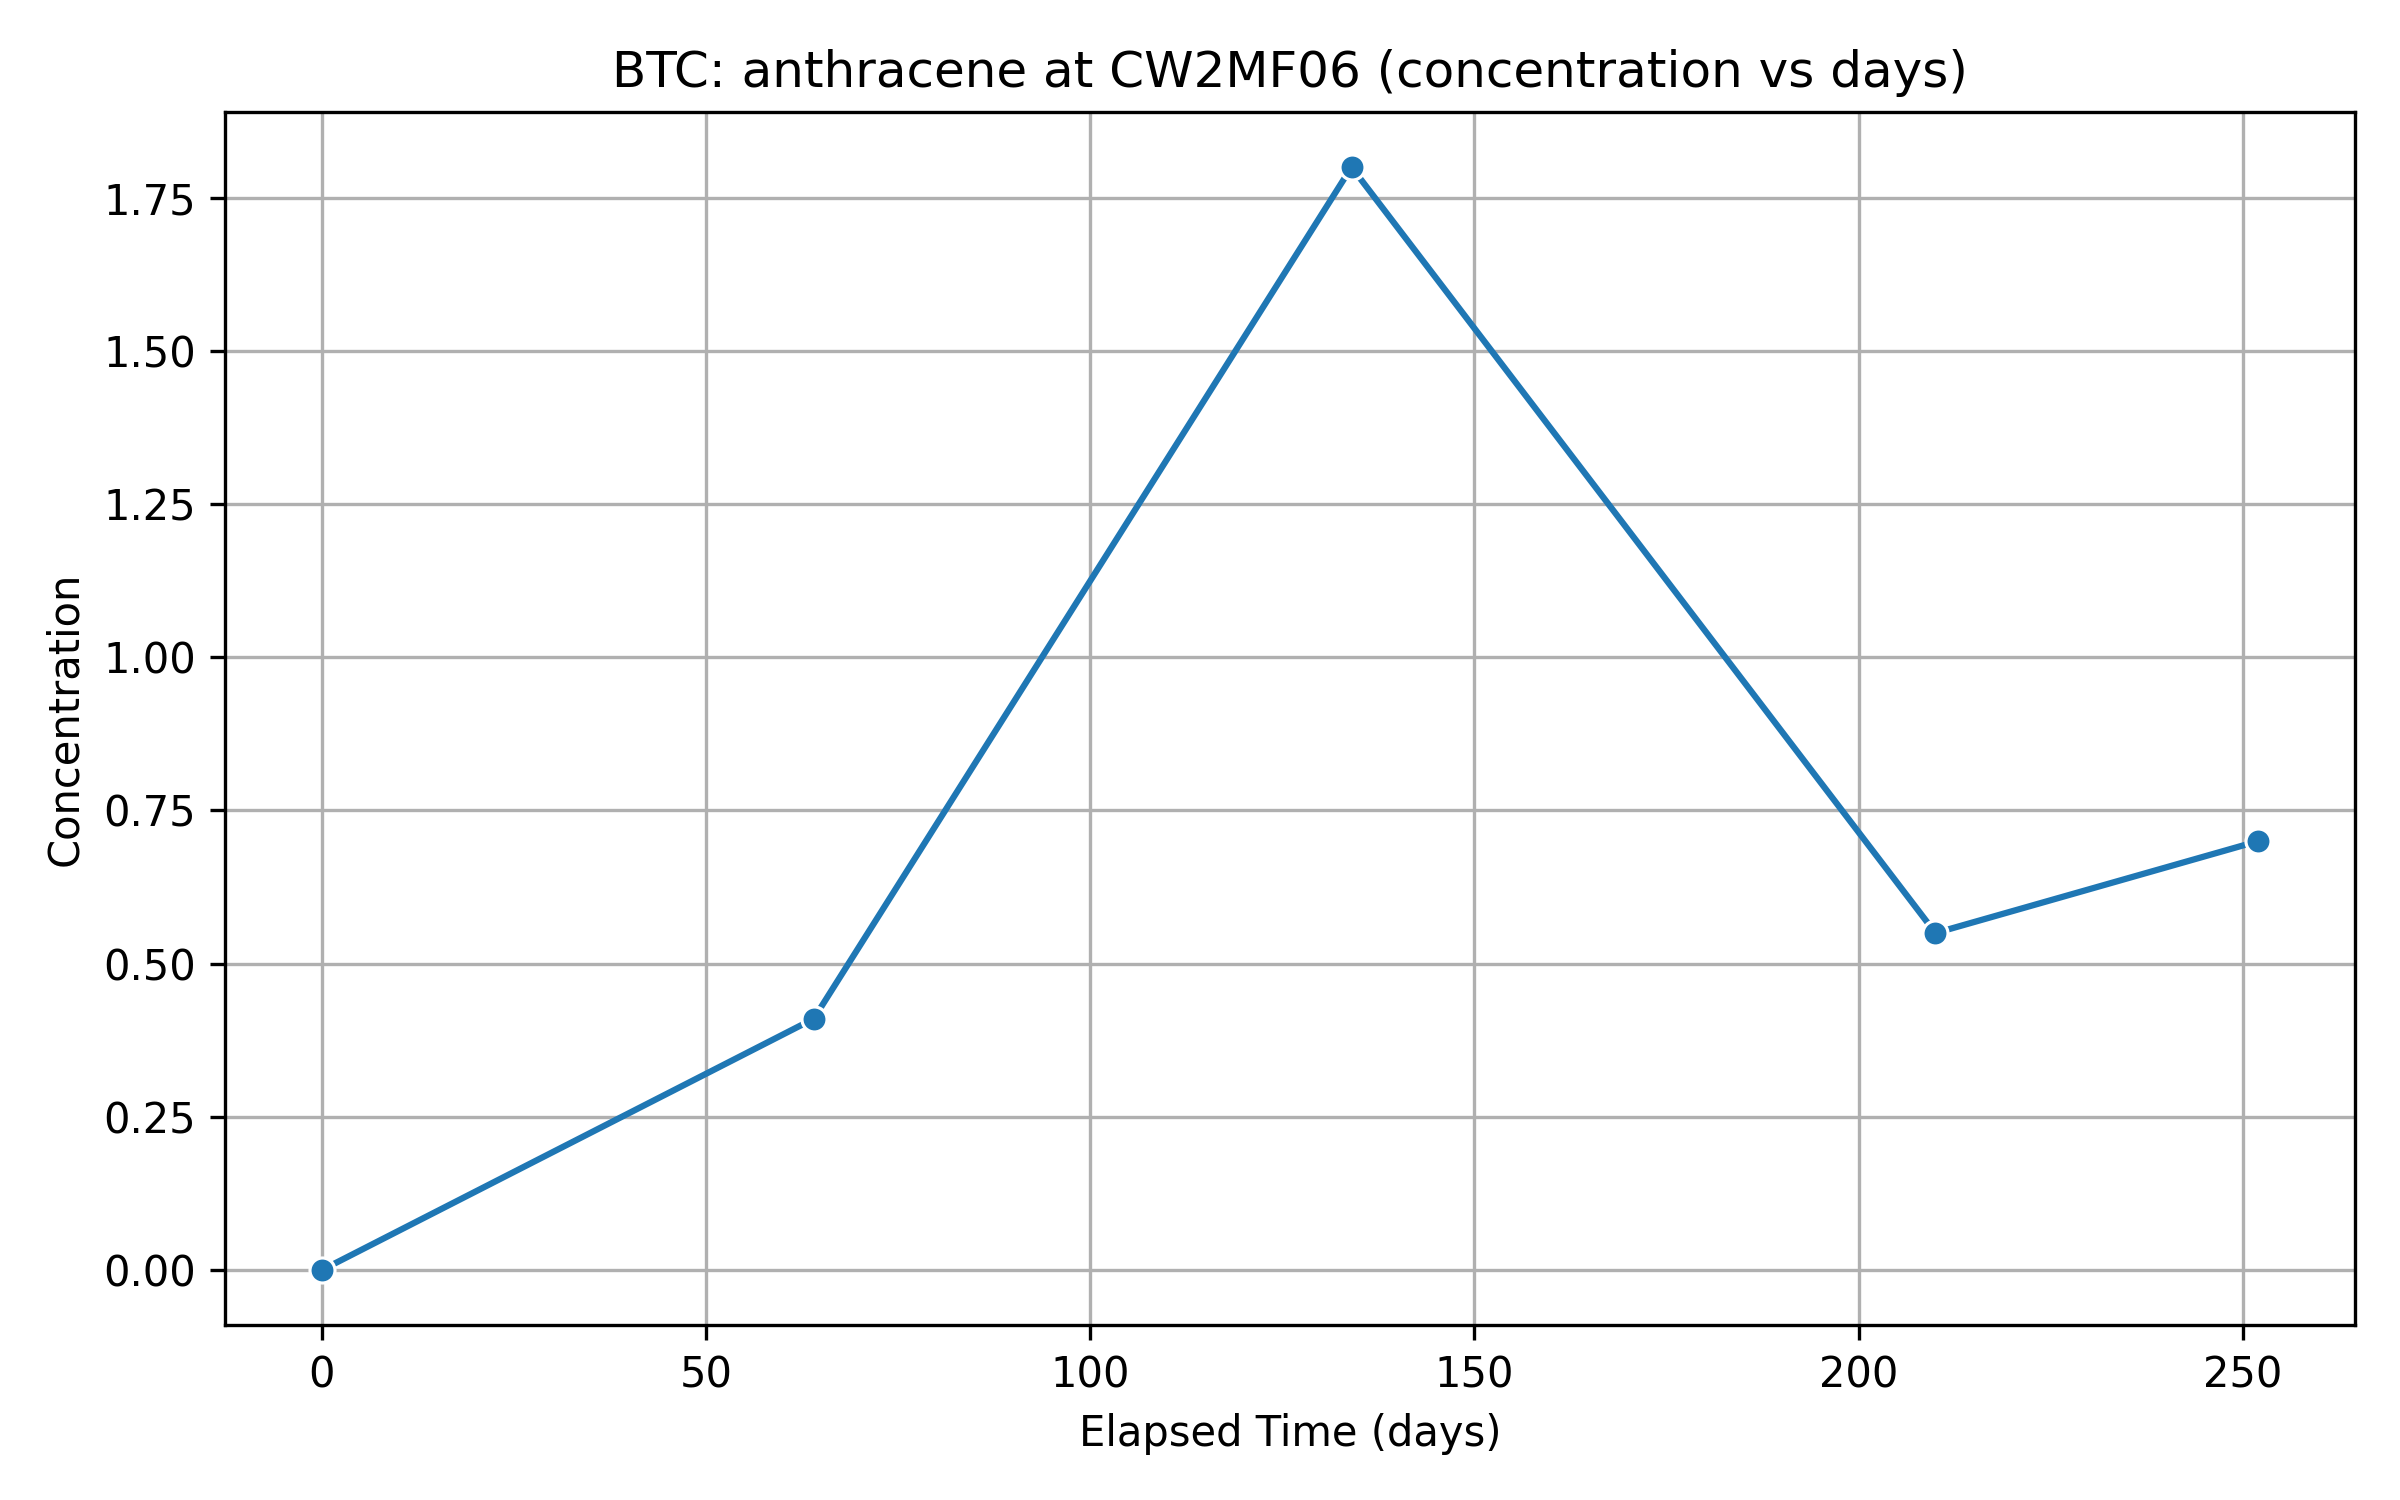 BTC: anthracene at CW2MF06 (concentration vs days)
Concentration
1.75
1.50
1.25
1.00
0.75
0.50
0.25
0.00
0 50 100 150 200 250
Elapsed Time (days)